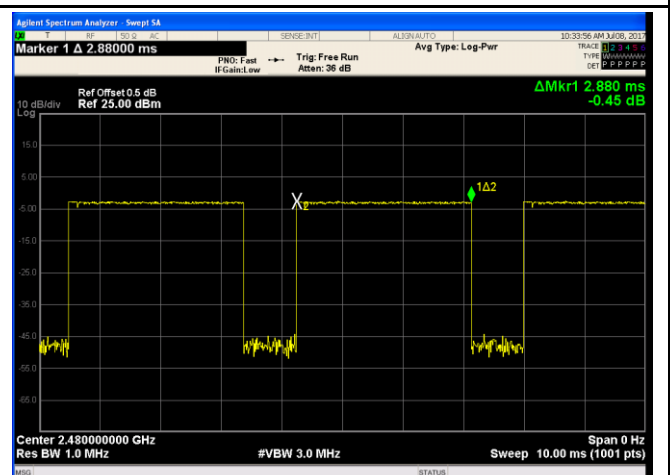 Agilent Spectrum Analyzer - Swept SA
T RF 50 Ω AC SENSE:INT ALIGNAUTO 10:33:56 AM Jul 08, 2017
Marker 1 Δ 2.88000 ms Avg Type: Log-Pwr TRACE 1 2 3 4 5 6
PNO: Fast Trig: Free Run TYPE
IFGain:Low Atten: 36 dB DET P P P P P P
ΔMkr1 2.880 ms
-0.45 dB
Ref Offset 0.5 dB
10 dB/div Ref 25.00 dBm
Log
15.0
5.00
1Δ2
X2
-5.00
-15.0
-25.0
-35.0
-45.0
-55.0
-65.0
Center 2.480000000 GHz Span 0 Hz
Res BW 1.0 MHz #VBW 3.0 MHz Sweep 10.00 ms (1001 pts)
MSG STATUS